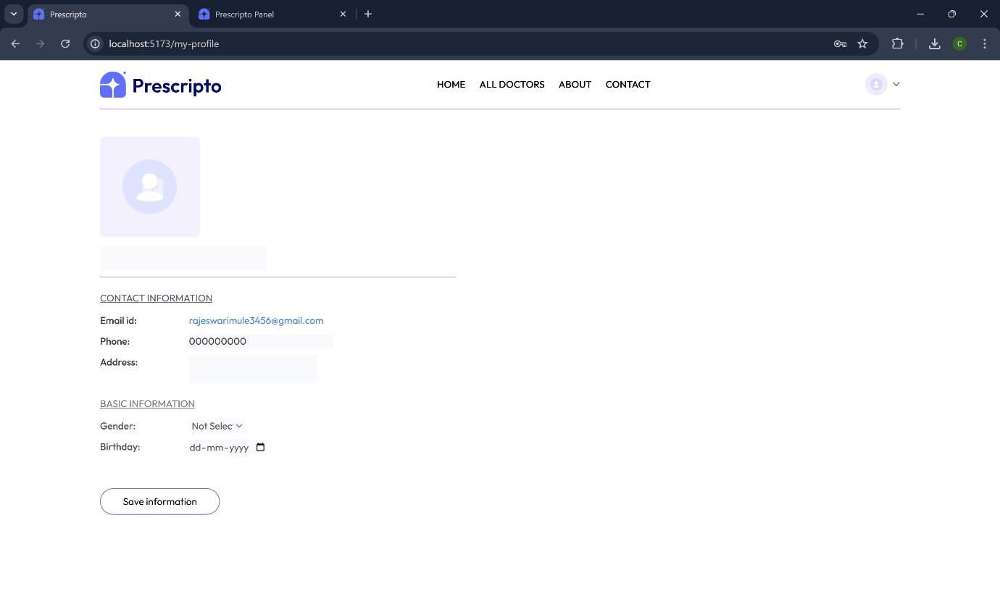 Prescripto
Prescripto Panel
localhost:5173/my-profile
C
Prescripto
HOME
ALL DOCTORS
ABOUT
CONTACT
CONTACT INFORMATION
Email id: rajeswarimule3456@gmail.com
Phone: 000000000
Address:
BASIC INFORMATION
Gender: Not Selec
Birthday: dd-mm-yyyy
Save information